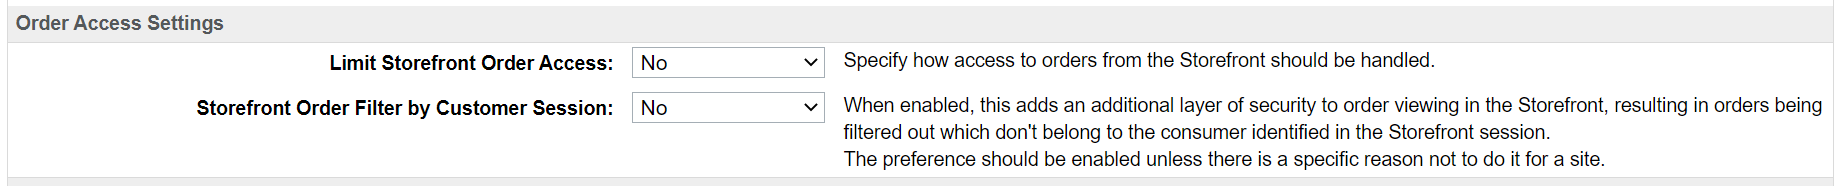 Order Access Settings
Limit Storefront Order Access: No Specify how access to orders from the Storefront should be handled.
Storefront Order Filter by Customer Session: No When enabled, this adds an additional layer of security to order viewing in the Storefront, resulting in orders being
filtered out which don't belong to the consumer identified in the Storefront session.
The preference should be enabled unless there is a specific reason not to do it for a site.